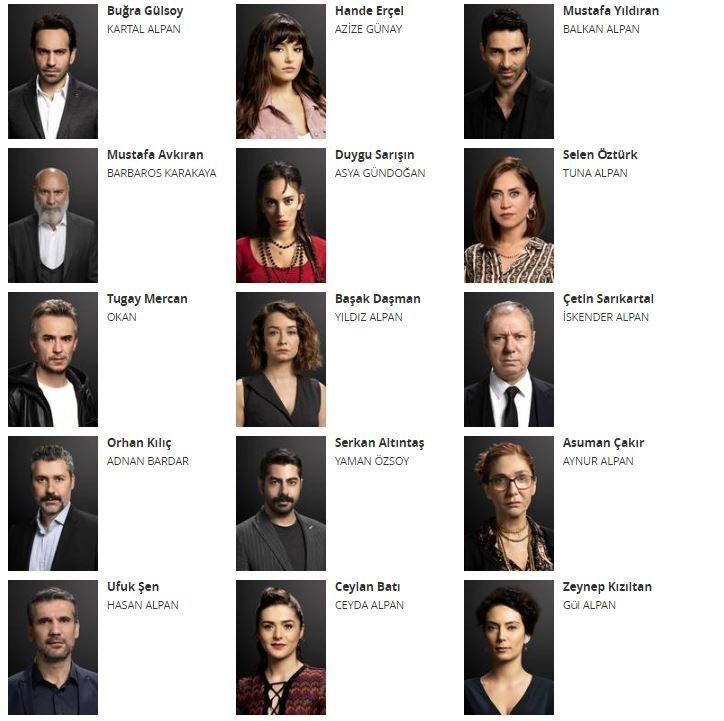 Buğra Gülsoy
KARTAL ALPAN
Hande Erçel
AZİZE GÜNAY
Mustafa Yıldıran
BALKAN ALPAN
Mustafa Avkıran
BARBAROS KARAKAYA
Duygu Sarışın
ASYA GÜNDOĞAN
Selen Öztürk
TUNA ALPAN
Tugay Mercan
OKAN
Başak Daşman
YILDIZ ALPAN
Çetin Sarıkartal
İSKENDER ALPAN
Orhan Kılıç
ADNAN BARDAR
Serkan Altıntaş
YAMAN ÖZSOY
Asuman Çakır
AYNUR ALPAN
Ufuk Şen
HASAN ALPAN
Ceylan Batı
CEYDA ALPAN
Zeynep Kızıltan
Gül ALPAN